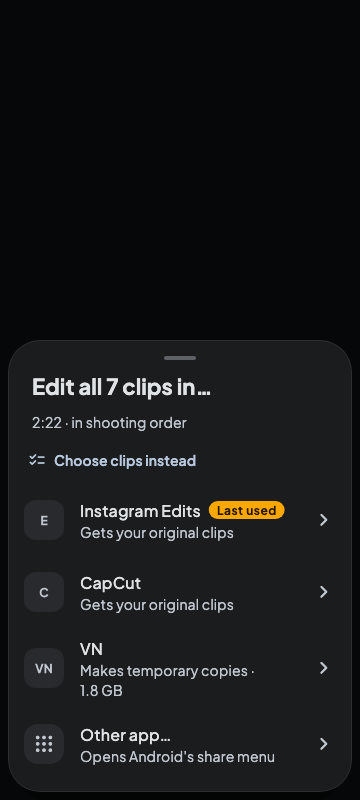 Edit all 7 clips in…
2:22 · in shooting order
Choose clips instead
E
Instagram Edits
Last used
Gets your original clips
C
CapCut
Gets your original clips
VN
VN
Makes temporary copies ·
1.8 GB
Other app…
Opens Android's share menu